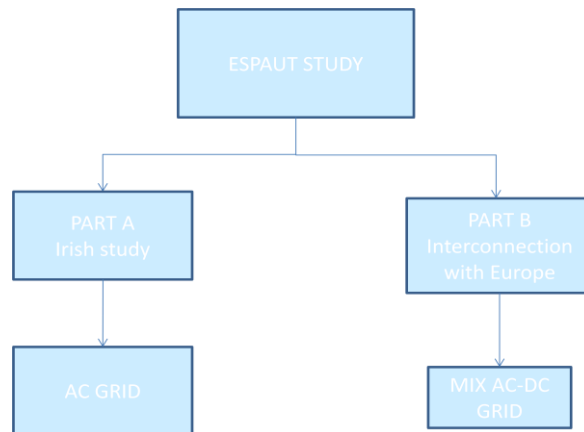 ESPAUT STUDY
PART A
Irish study
PART B
Interconnection
with Europe
AC GRID
MIX AC-DC
GRID